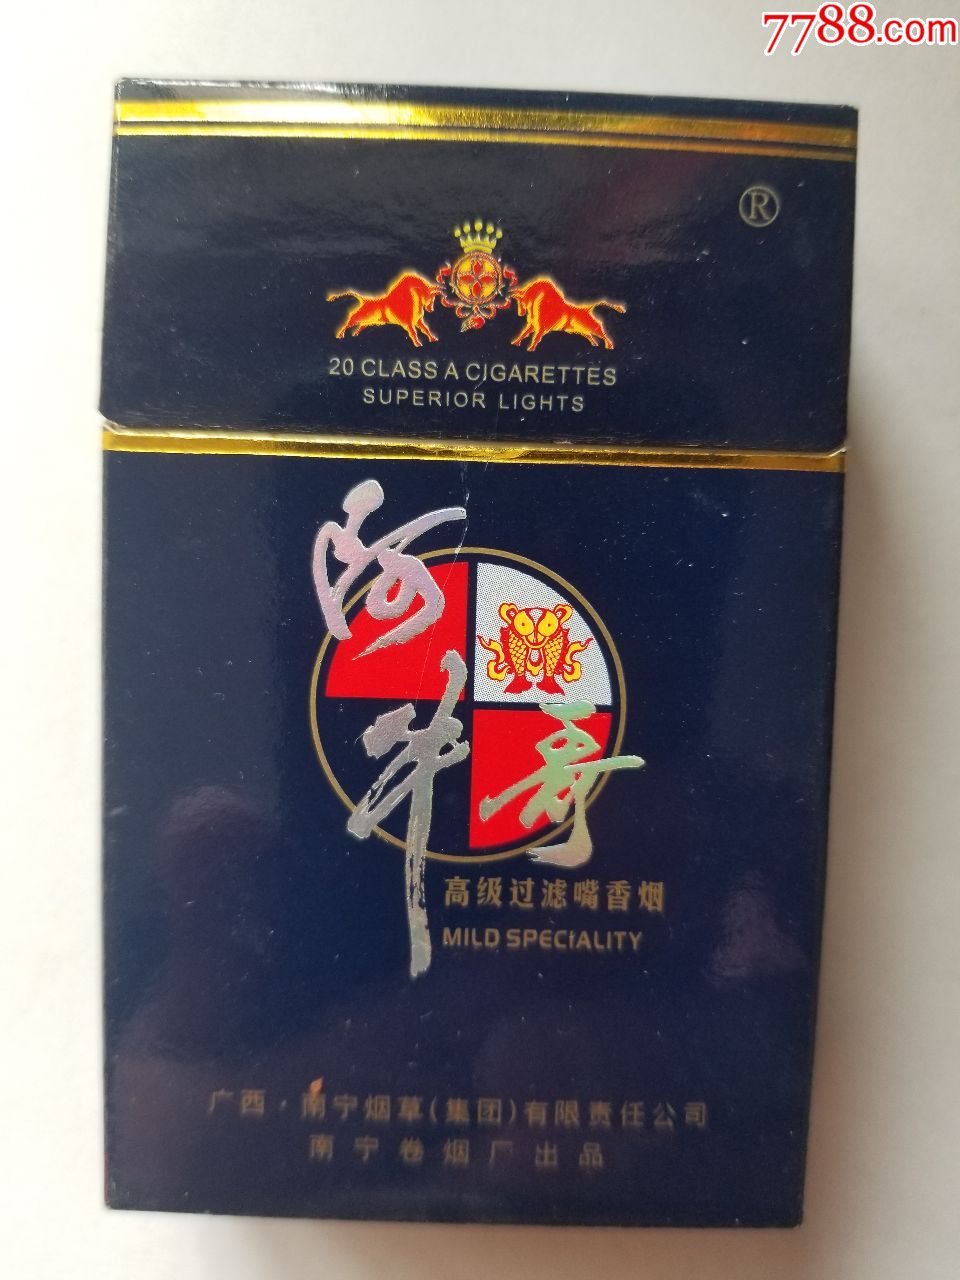 7788.com
®
20 CLASS A CIGARETTES
SUPERIOR LIGHTS
阿牛哥
高级过滤嘴香烟
MILD SPECIALITY
广西·南宁烟草(集团)有限责任公司
南宁卷烟厂出品